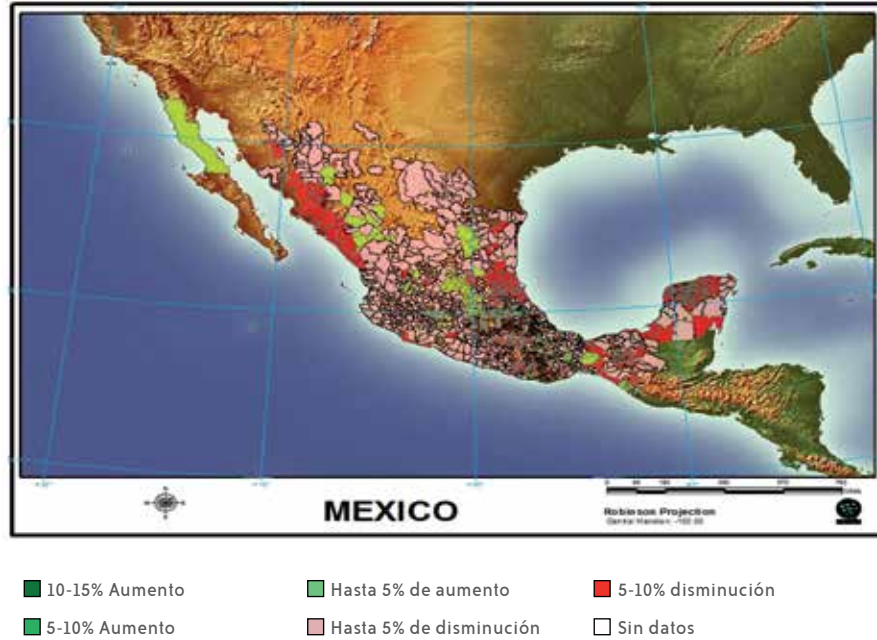 MEXICO
Robinson Projection
10-15% Aumento
Hasta 5% de aumento
5-10% disminución
5-10% Aumento
Hasta 5% de disminución
Sin datos